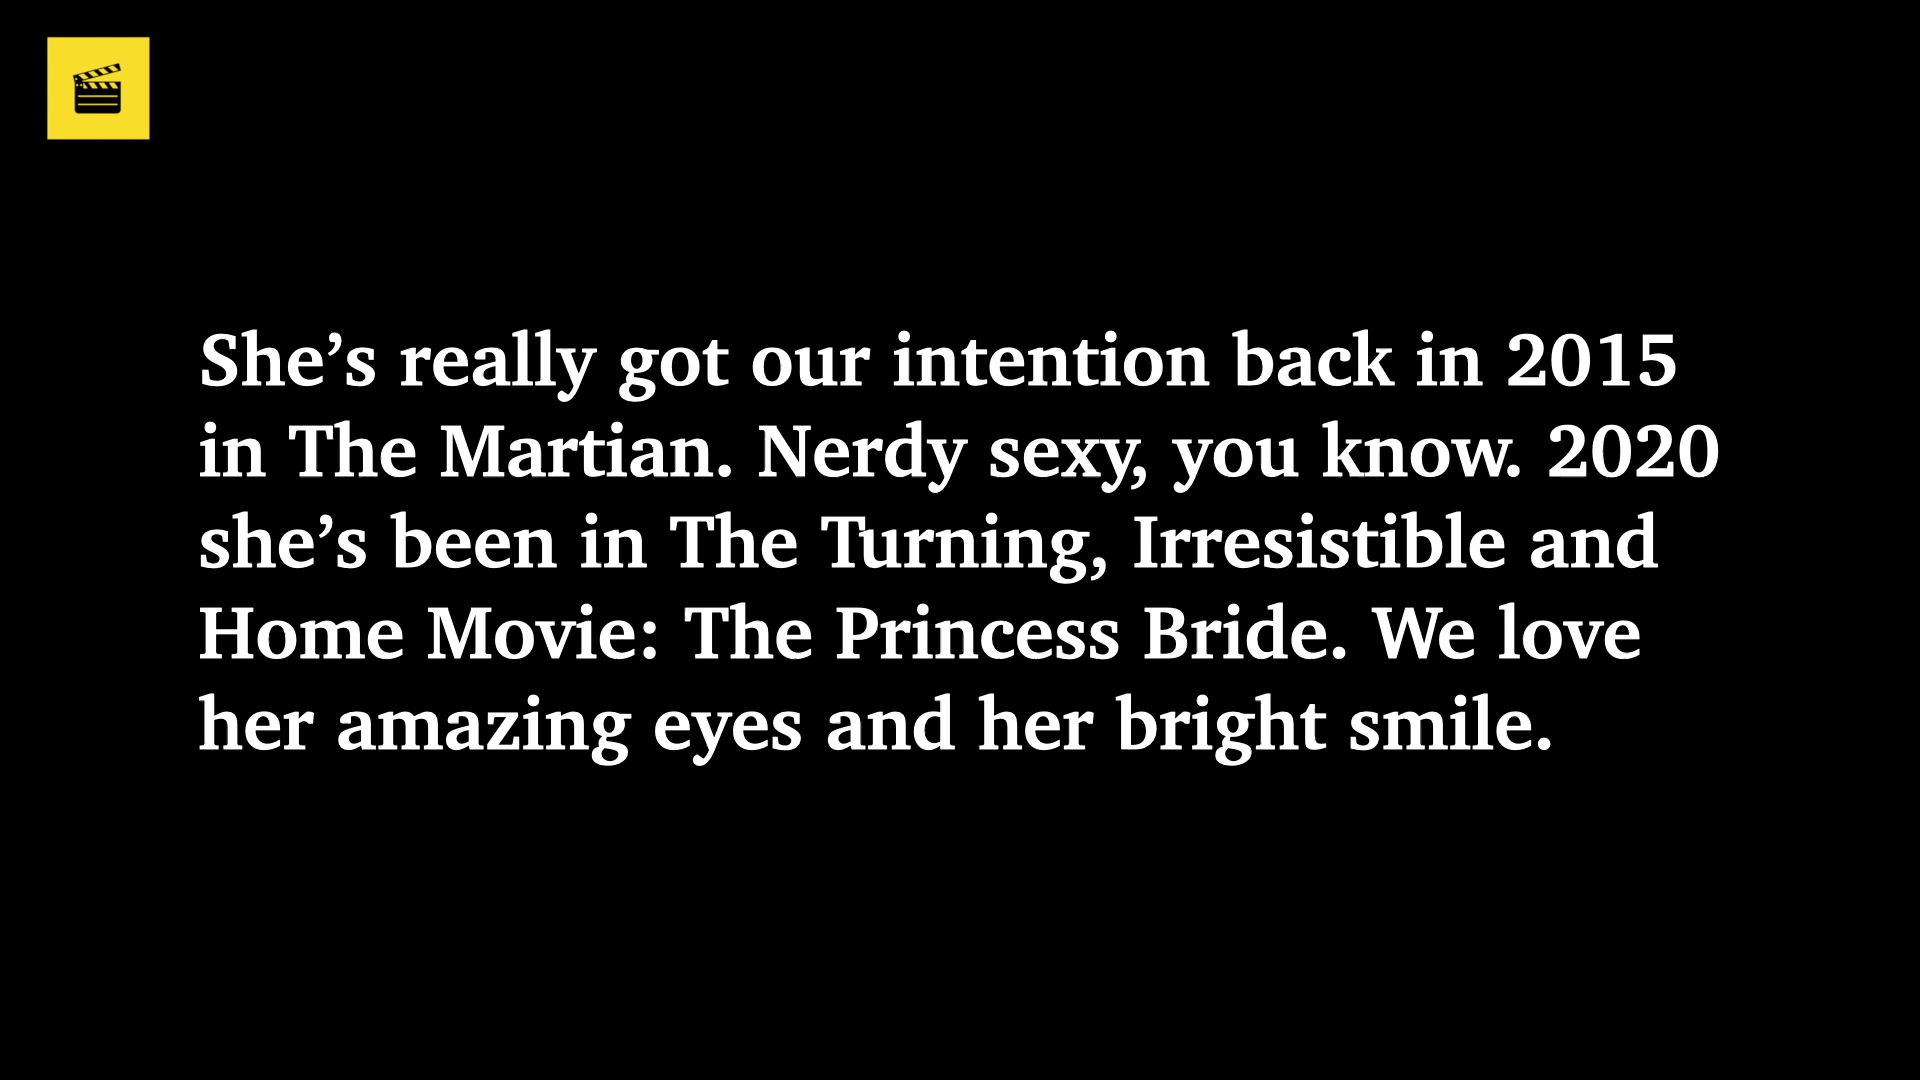 She’s really got our intention back in 2015
in The Martian. Nerdy sexy, you know. 2020
she’s been in The Turning, Irresistible and
Home Movie: The Princess Bride. We love
her amazing eyes and her bright smile.